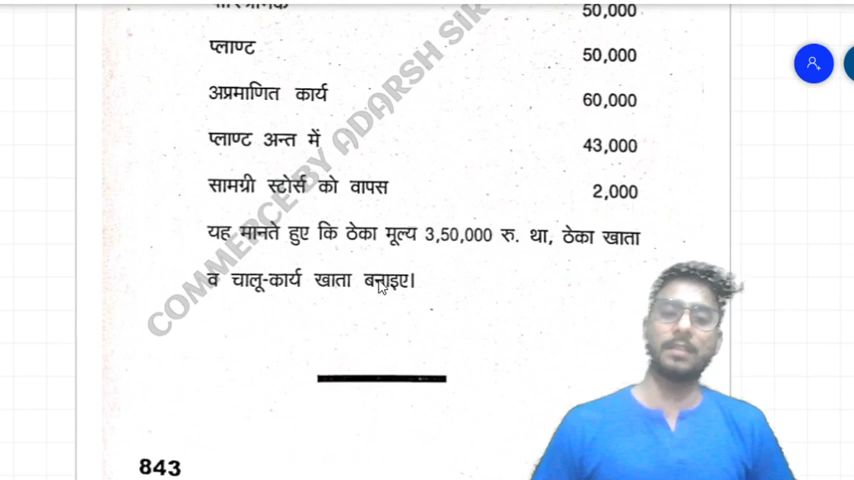 50,000
प्लाण्ट 50,000
अप्रमाणित कार्य 60,000
प्लाण्ट अन्त में 43,000
सामग्री स्टोर्स को वापस 2,000
यह मानते हुए कि ठेका मूल्य 3,50,000 रु. था, ठेका खाता
व चालू-कार्य खाता बनाइए।
COMMERCE BY ADARSH SIR
843